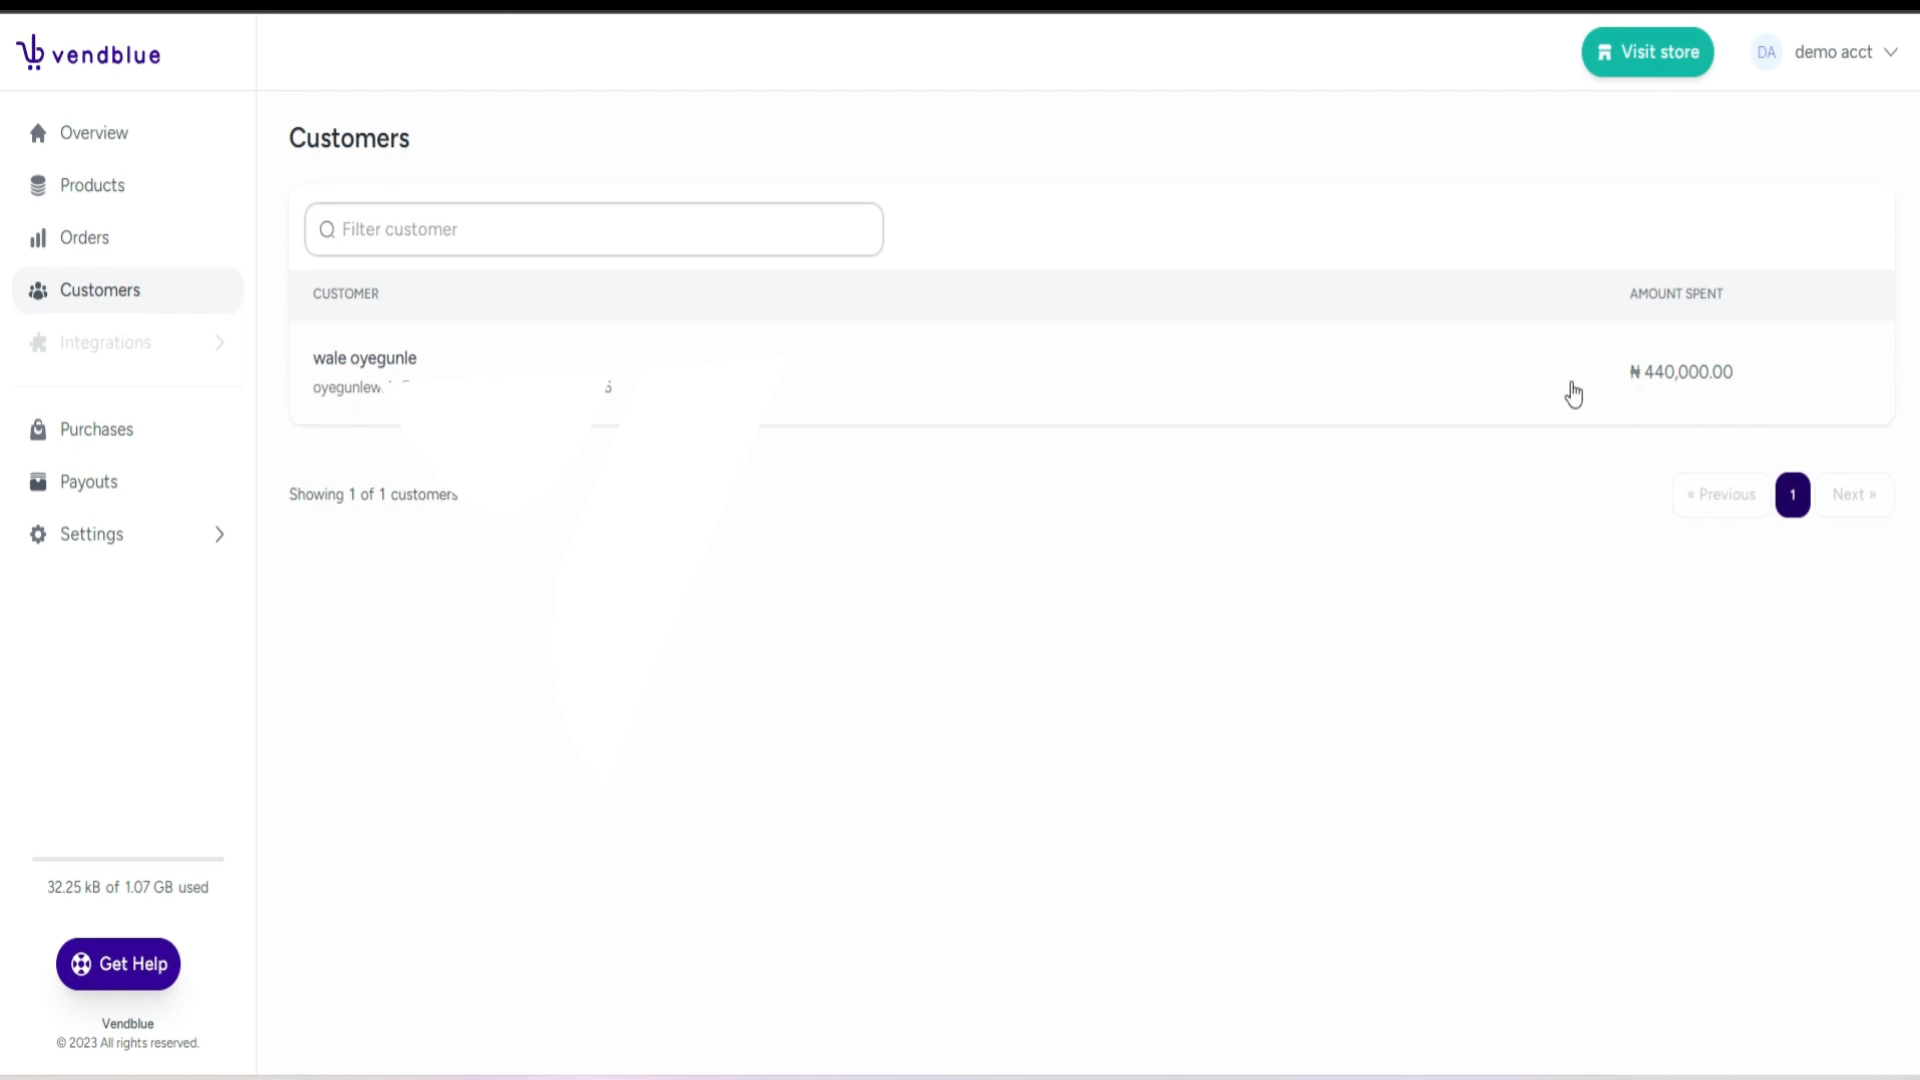 vendblue
Visit store
DA demo acct
Overview
Products
Orders
Customers
Integrations
Purchases
Payouts
Settings
32.25 kB of 1.07 GB used
Get Help
Vendblue
© 2023 All rights reserved.
Customers
Filter customer
CUSTOMER AMOUNT SPENT
wale oyegunle
₦ 440,000.00
Showing 1 of 1 customers
« Previous 1 Next »